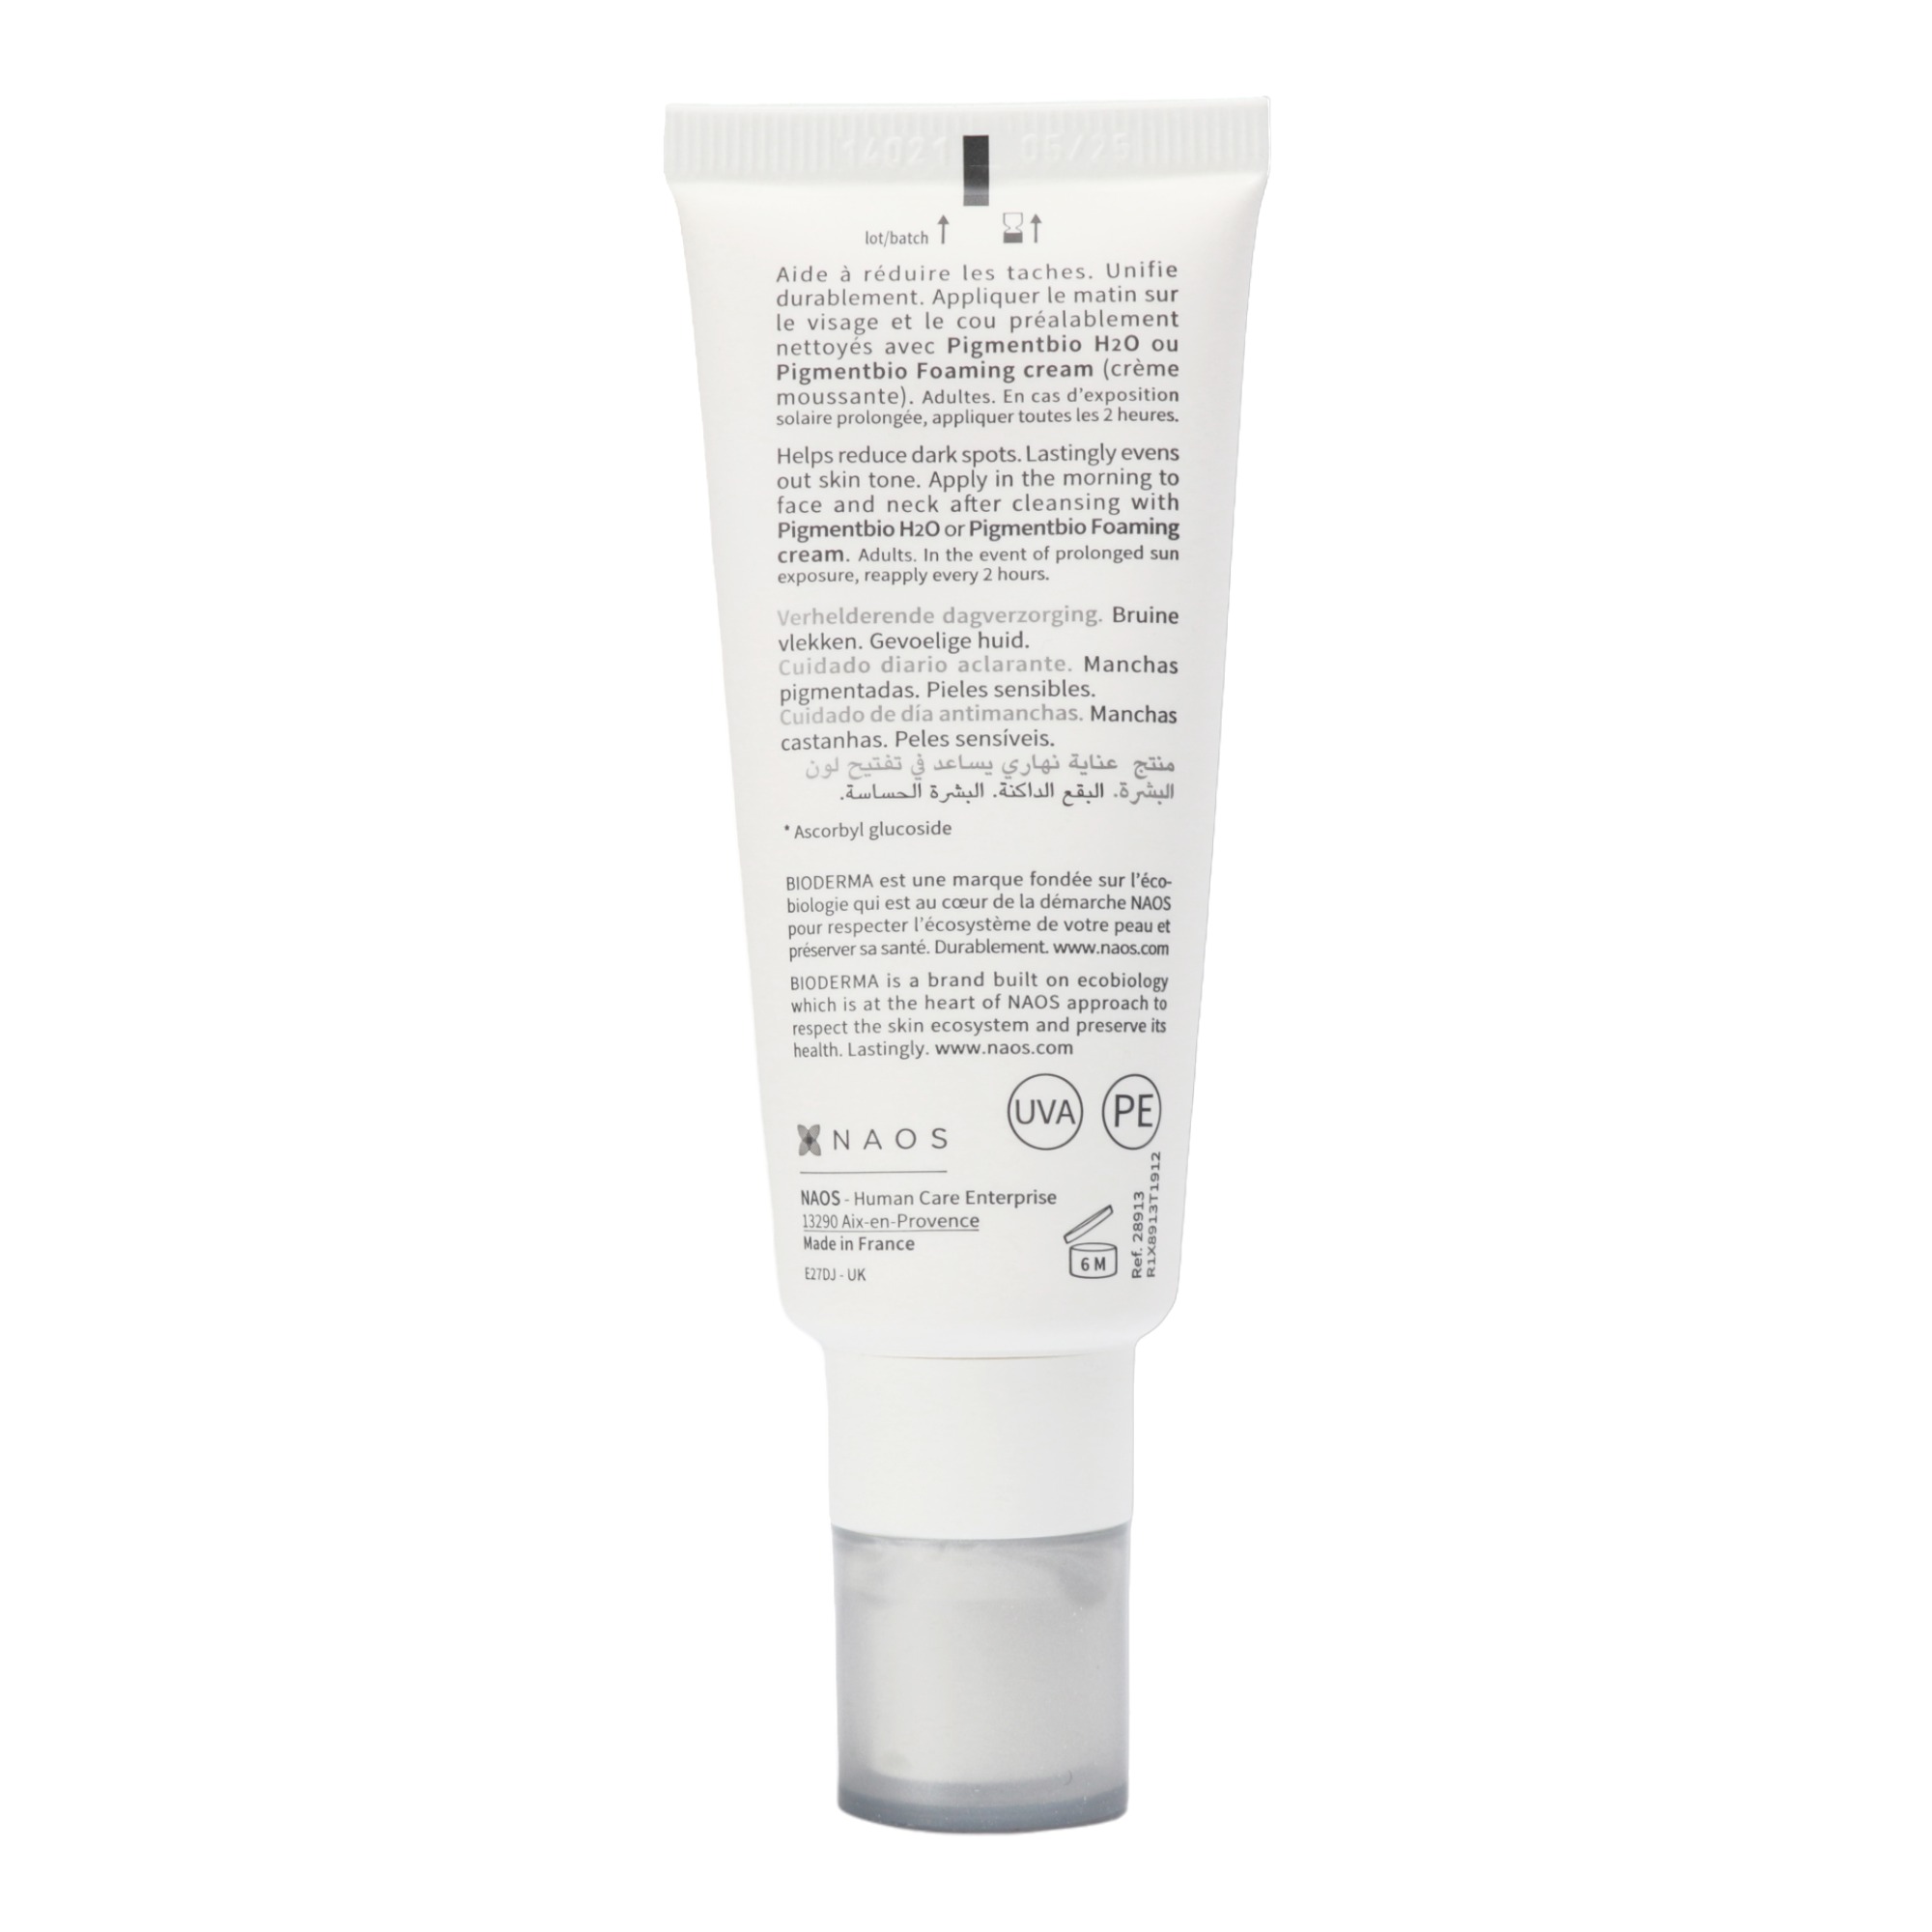 14021 05/25
lot/batch
Aide à réduire les taches. Unifie
durablement. Appliquer le matin sur
le visage et le cou préalablement
nettoyés avec Pigmentbio H2O ou
Pigmentbio Foaming cream (crème
moussante). Adultes. En cas d'exposition
solaire prolongée, appliquer toutes les 2 heures.
Helps reduce dark spots. Lastingly evens
out skin tone. Apply in the morning to
face and neck after cleansing with
Pigmentbio H2O or Pigmentbio Foaming
cream. Adults. In the event of prolonged sun
exposure, reapply every 2 hours.
Verhelderende dagverzorging. Bruine
vlekken. Gevoelige huid.
Cuidado diario aclarante. Manchas
pigmentadas. Pieles sensibles.
Cuidado de día antimanchas. Manchas
castanhas. Peles sensíveis.
منتج عناية نهاري يساعد في تفتيح لون
البشرة. البقع الداكنة. البشرة الحساسة.
* Ascorbyl glucoside
BIODERMA est une marque fondée sur l'éco-
biologie qui est au cœur de la démarche NAOS
pour respecter l'écosystème de votre peau et
préserver sa santé. Durablement. www.naos.com
BIODERMA is a brand built on ecobiology
which is at the heart of NAOS approach to
respect the skin ecosystem and preserve its
health. Lastingly. www.naos.com
UVA PE
NAOS
NAOS - Human Care Enterprise
13290 Aix-en-Provence
Made in France
E27DJ - UK
6 M
Ref. 28913
R1X8913T1912